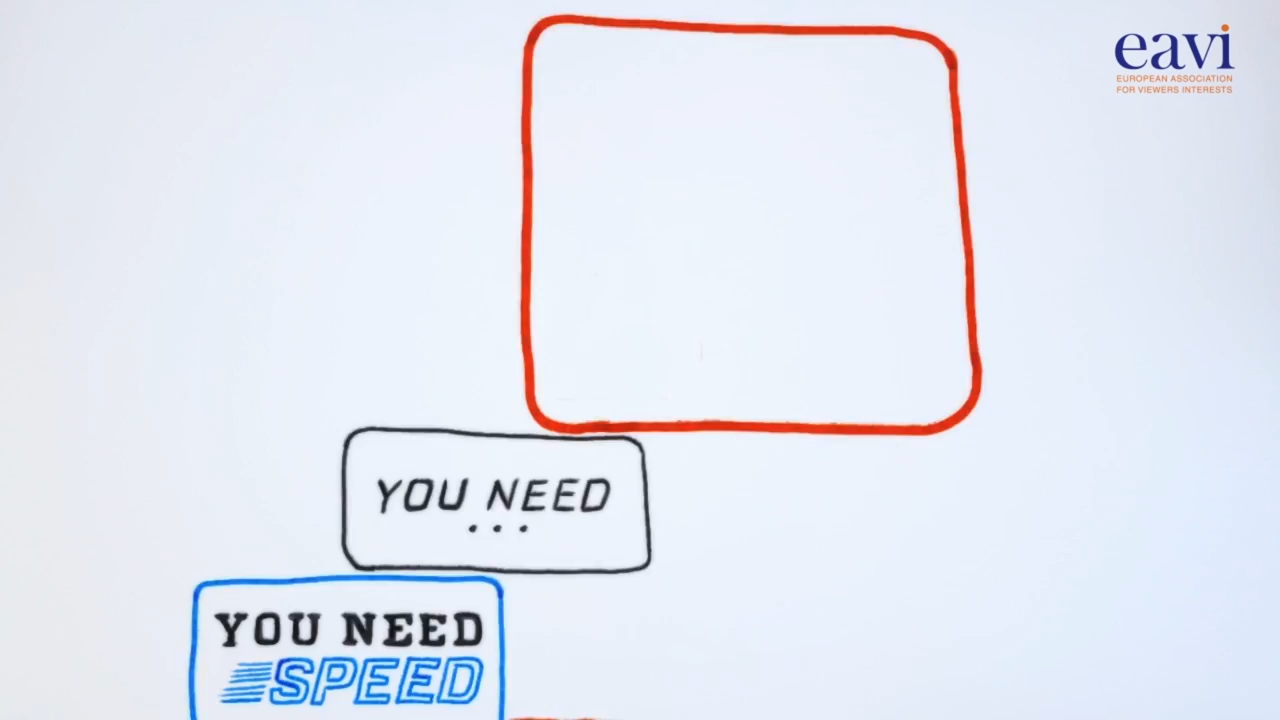 eavi
EUROPEAN ASSOCIATION
FOR VIEWERS INTERESTS
YOU NEED
...
YOU NEED
SPEED